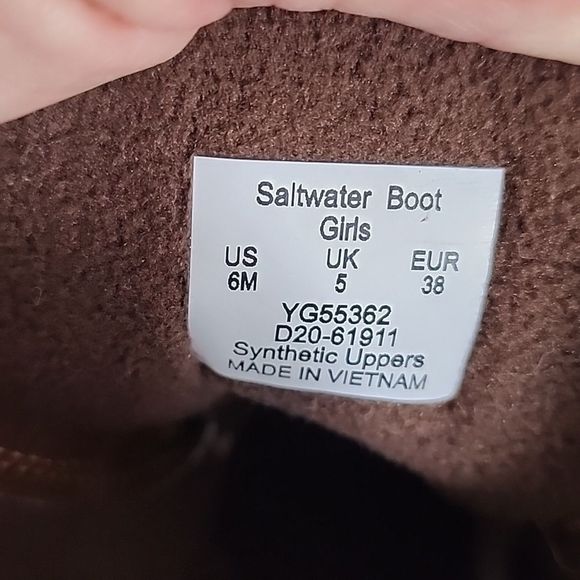 Saltwater Boot
Girls
US UK EUR
6M 5 38
YG55362
D20-61911
Synthetic Uppers
MADE IN VIETNAM